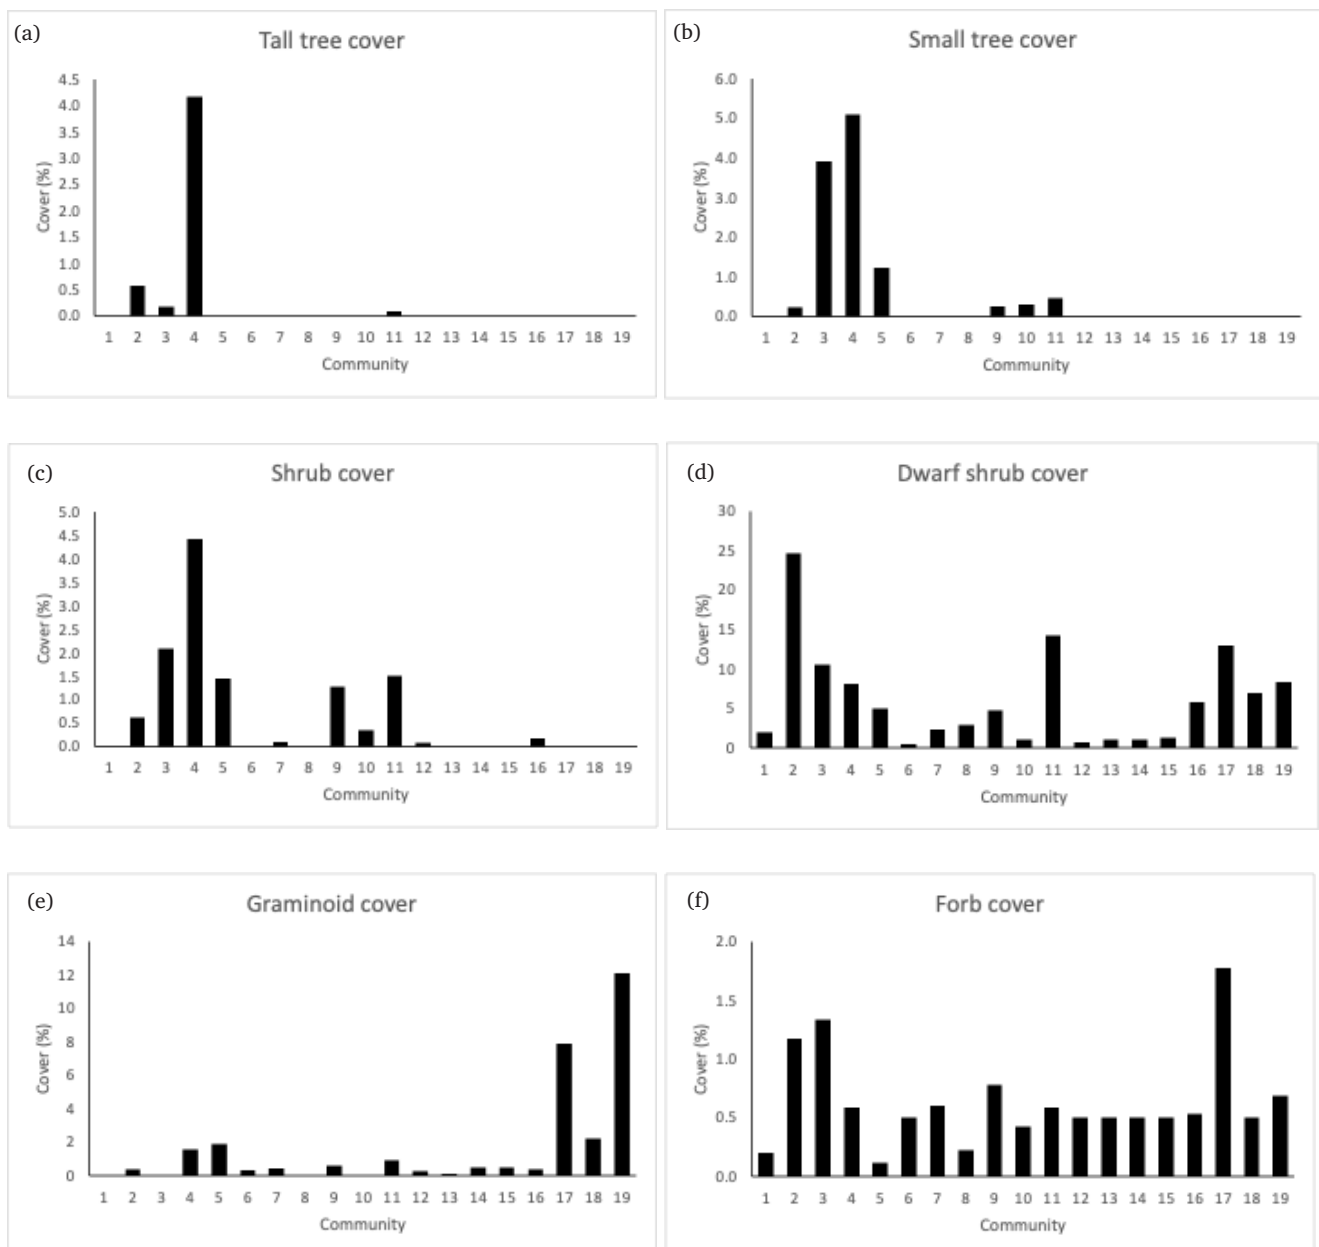 (a)
Tall tree cover
4.5
4.0
3.5
3.0
2.5
2.0
1.5
1.0
0.5
0.0
Cover (%)
1 2 3 4 5 6 7 8 9 10 11 12 13 14 15 16 17 18 19
Community
(b)
Small tree cover
6.0
5.0
4.0
3.0
2.0
1.0
0.0
Cover (%)
1 2 3 4 5 6 7 8 9 10 11 12 13 14 15 16 17 18 19
Community
(c)
Shrub cover
5.0
4.5
4.0
3.5
3.0
2.5
2.0
1.5
1.0
0.5
0.0
Cover (%)
1 2 3 4 5 6 7 8 9 10 11 12 13 14 15 16 17 18 19
Community
(d)
Dwarf shrub cover
30
25
20
15
10
5
0
Cover (%)
1 2 3 4 5 6 7 8 9 10 11 12 13 14 15 16 17 18 19
Community
(e)
Graminoid cover
14
12
10
8
6
4
2
0
Cover (%)
1 2 3 4 5 6 7 8 9 10 11 12 13 14 15 16 17 18 19
Community
(f)
Forb cover
2.0
1.5
1.0
0.5
0.0
Cover (%)
1 2 3 4 5 6 7 8 9 10 11 12 13 14 15 16 17 18 19
Community